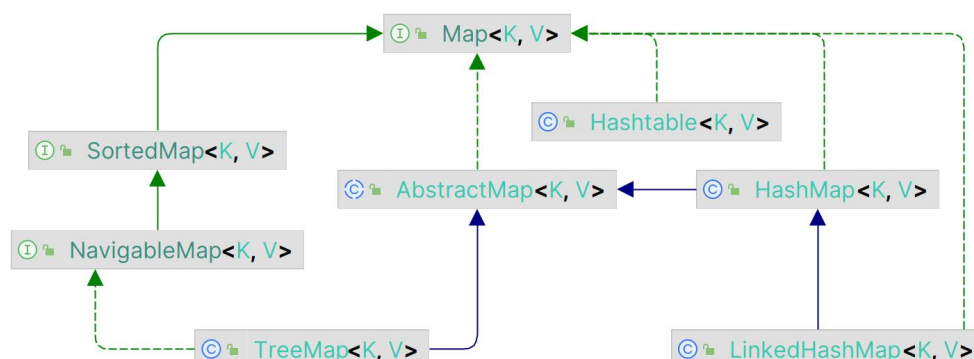 Map<K, V>
Hashtable<K, V>
SortedMap<K, V>
AbstractMap<K, V>
HashMap<K, V>
NavigableMap<K, V>
TreeMap<K, V>
LinkedHashMap<K, V>